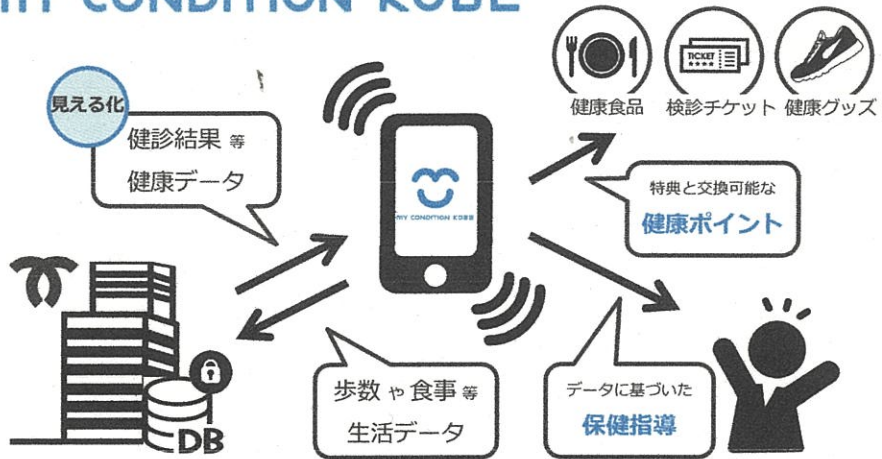 MY CONDITION KOBE
TICKET
健康食品 検診チケット 健康グッズ
見える化
健診結果 等
健康データ
MY CONDITION KOBE
特典と交換可能な
健康ポイント
歩数 や 食事 等
生活データ
データに基づいた
保健指導
DB